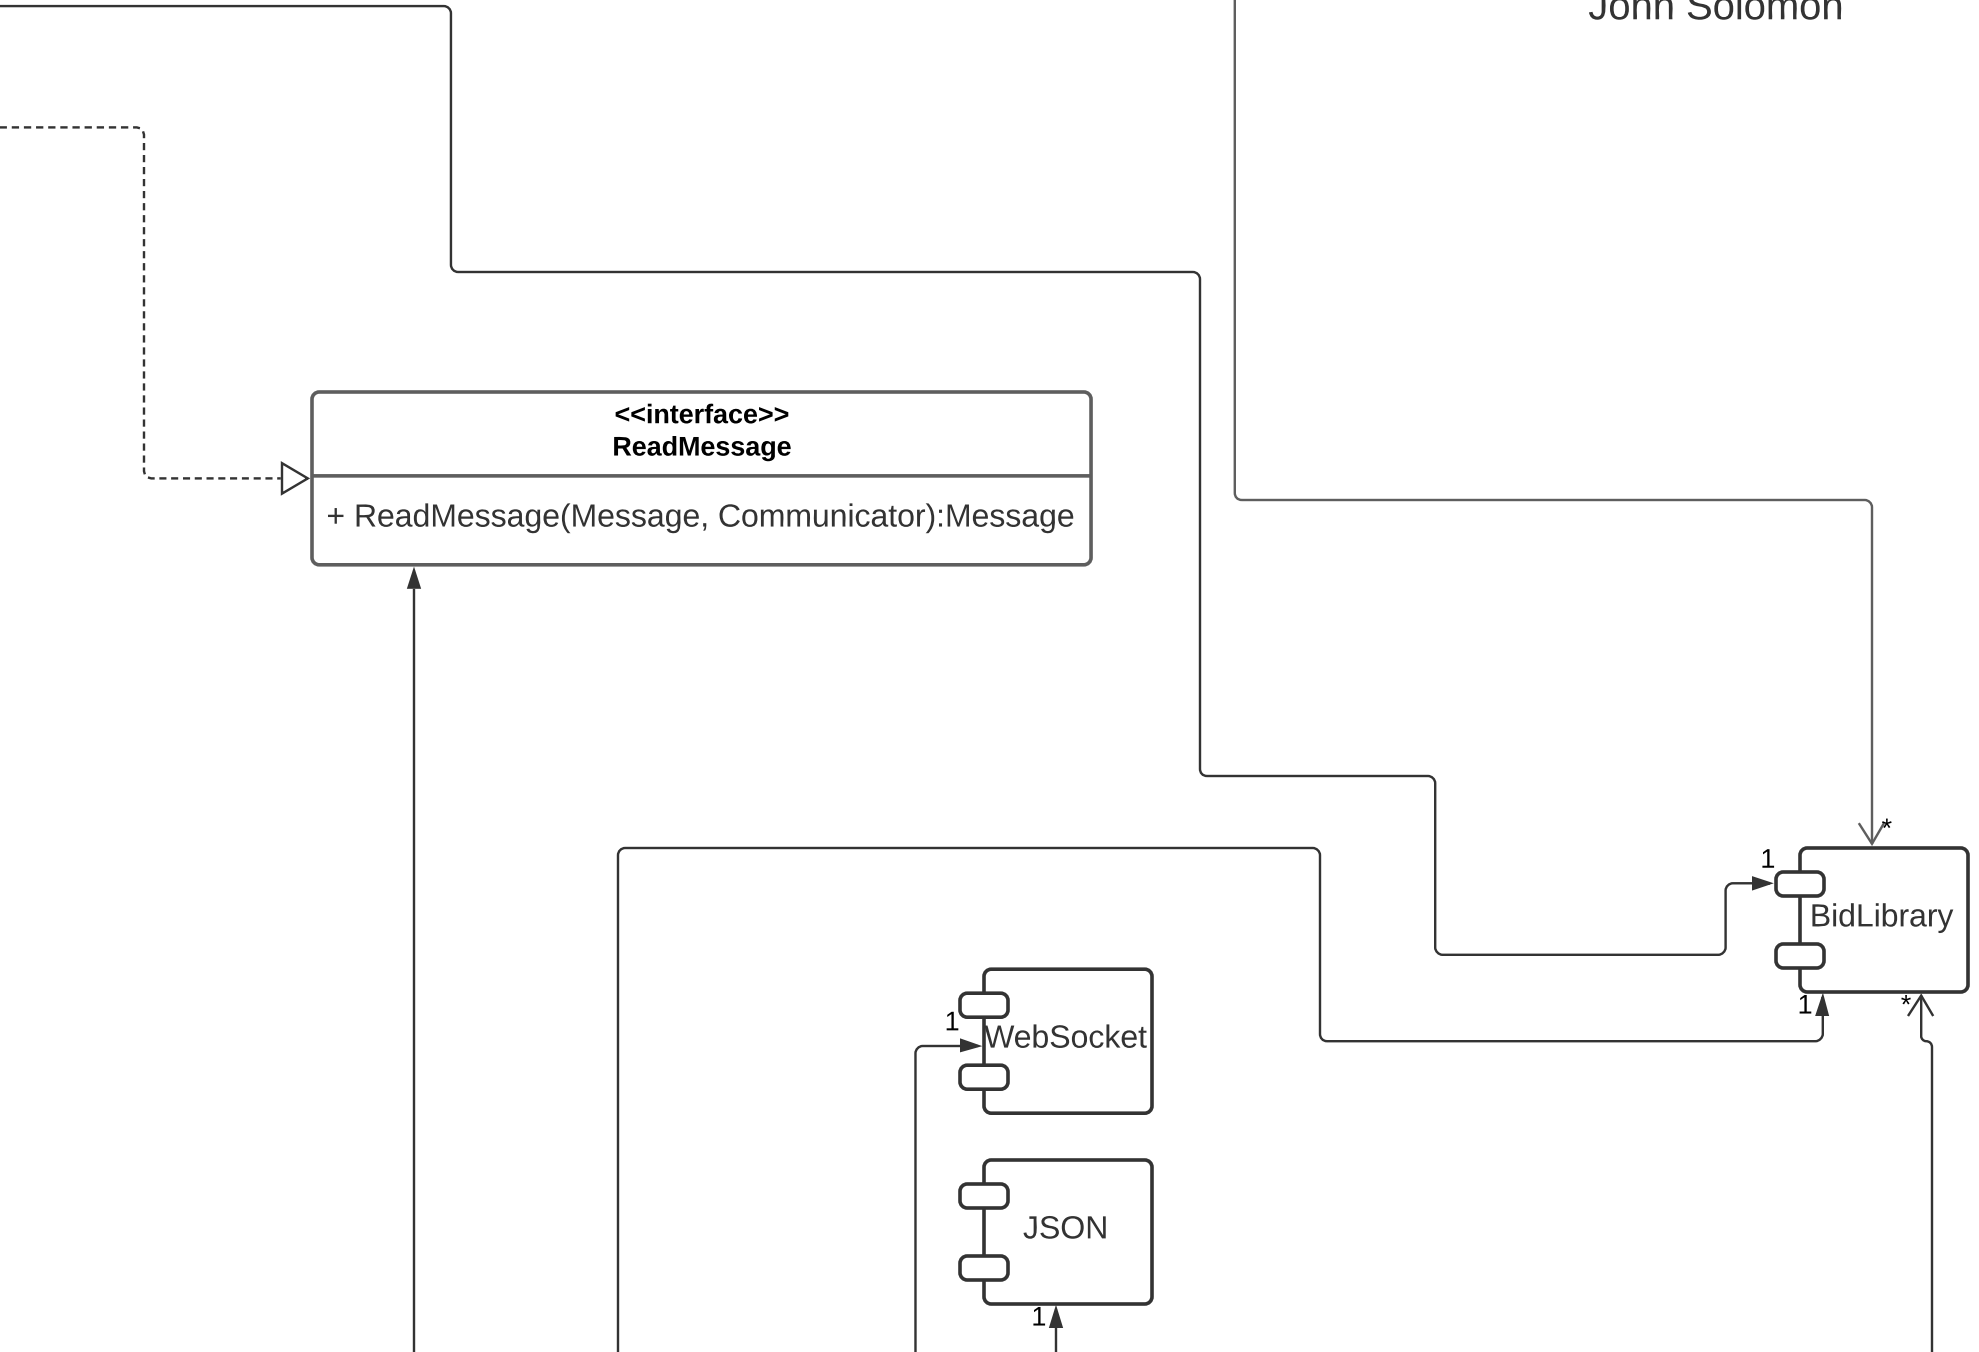 John Solomon
<<interface>>
ReadMessage
+ ReadMessage(Message, Communicator):Message
*
1
BidLibrary
1
*
1
WebSocket
JSON
1